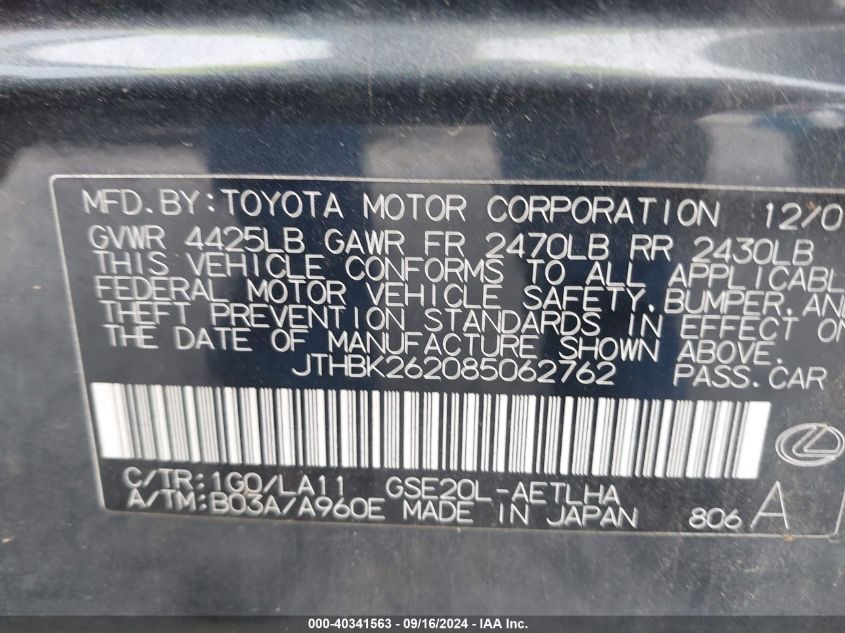 MFD.BY:TOYOTA MOTOR CORPORATION 12/0
GVWR 4425LB GAWR FR 2470LB RR 2430LB
THIS VEHICLE CONFORMS TO ALL APPLICABL
FEDERAL MOTOR VEHICLE SAFETY,BUMPER,AND
THEFT PREVENTION STANDARDS IN EFFECT ON
THE DATE OF MANUFACTURE SHOWN ABOVE.
JTHBK262085062762 PASS.CAR
C/TR:1G0/LA11 GSE20L-AETLHA
A/TM:B03A/A960E MADE IN JAPAN 806 A
000-40341563 - 09/16/2024 - IAA Inc.